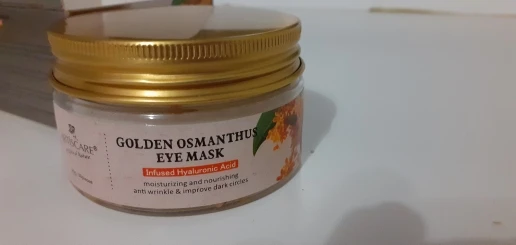 GOLDEN OSMANTHUS
EYE MASK
Infused Hyaluronic Acid
moisturizing and nourishing
anti wrinkle & improve dark circles